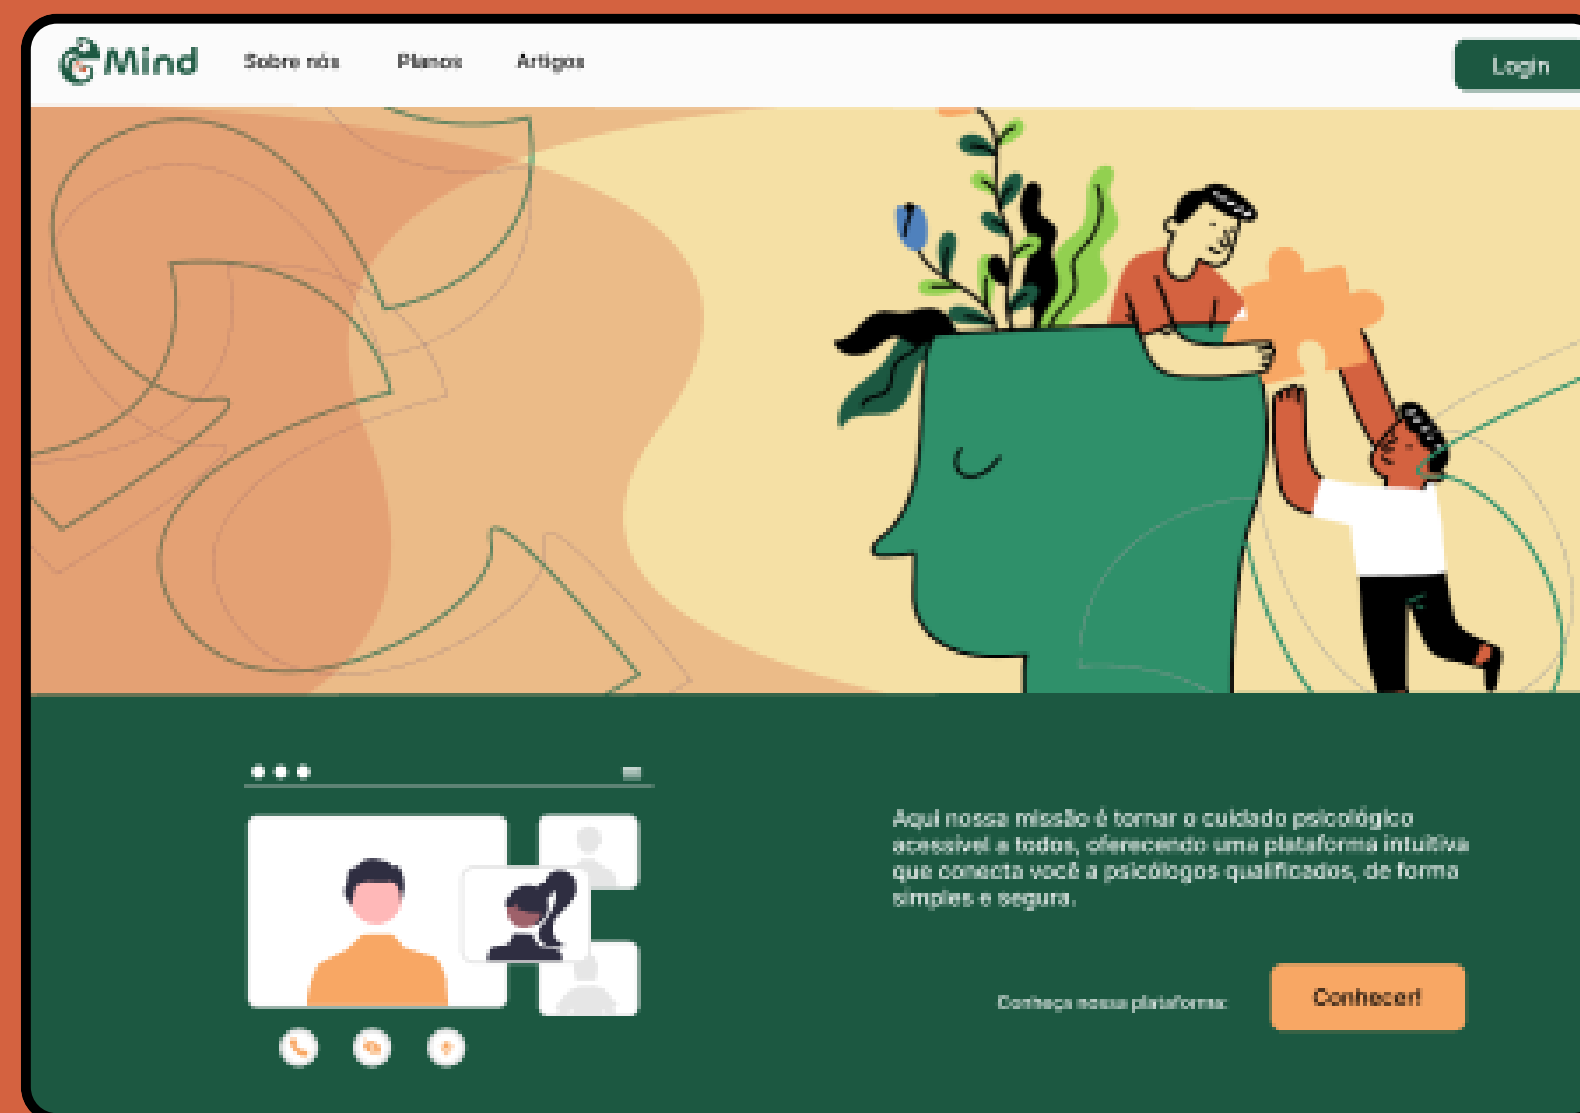 Mind
Sobre nós
Planos
Artigos
Login
Aqui nossa missão é tornar o cuidado psicológico
acessível a todos, oferecendo uma plataforma intuitiva
que conecta você a psicólogos qualificados, de forma
simples e segura.
Conheça nossa plataforma:
Conhecer!